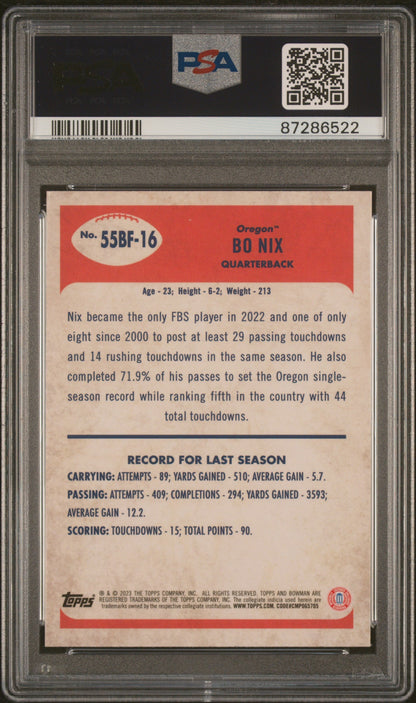 PSA
PSA
87286522
No. 55BF-16
Oregon™
BO NIX
QUARTERBACK
Age - 23; Height - 6-2; Weight - 213
Nix became the only FBS player in 2022 and one of only
eight since 2000 to post at least 29 passing touchdowns
and 14 rushing touchdowns in the same season. He also
completed 71.9% of his passes to set the Oregon single-
season record while ranking fifth in the country with 44
total touchdowns.
RECORD FOR LAST SEASON
CARRYING: ATTEMPTS - 89; YARDS GAINED - 510; AVERAGE GAIN - 5.7.
PASSING: ATTEMPTS - 409; COMPLETIONS - 294; YARDS GAINED - 3593;
AVERAGE GAIN - 12.2.
SCORING: TOUCHDOWNS - 15; TOTAL POINTS - 90.
topps
® & © 2023 THE TOPPS COMPANY, INC. ALL RIGHTS RESERVED. TOPPS AND BOWMAN ARE
REGISTERED TRADEMARKS OF THE TOPPS COMPANY, INC. The collegiate indicia used herein are
trademarks owned by the respective collegiate institutions. WWW.TOPPS.COM. CODE#CMP065705